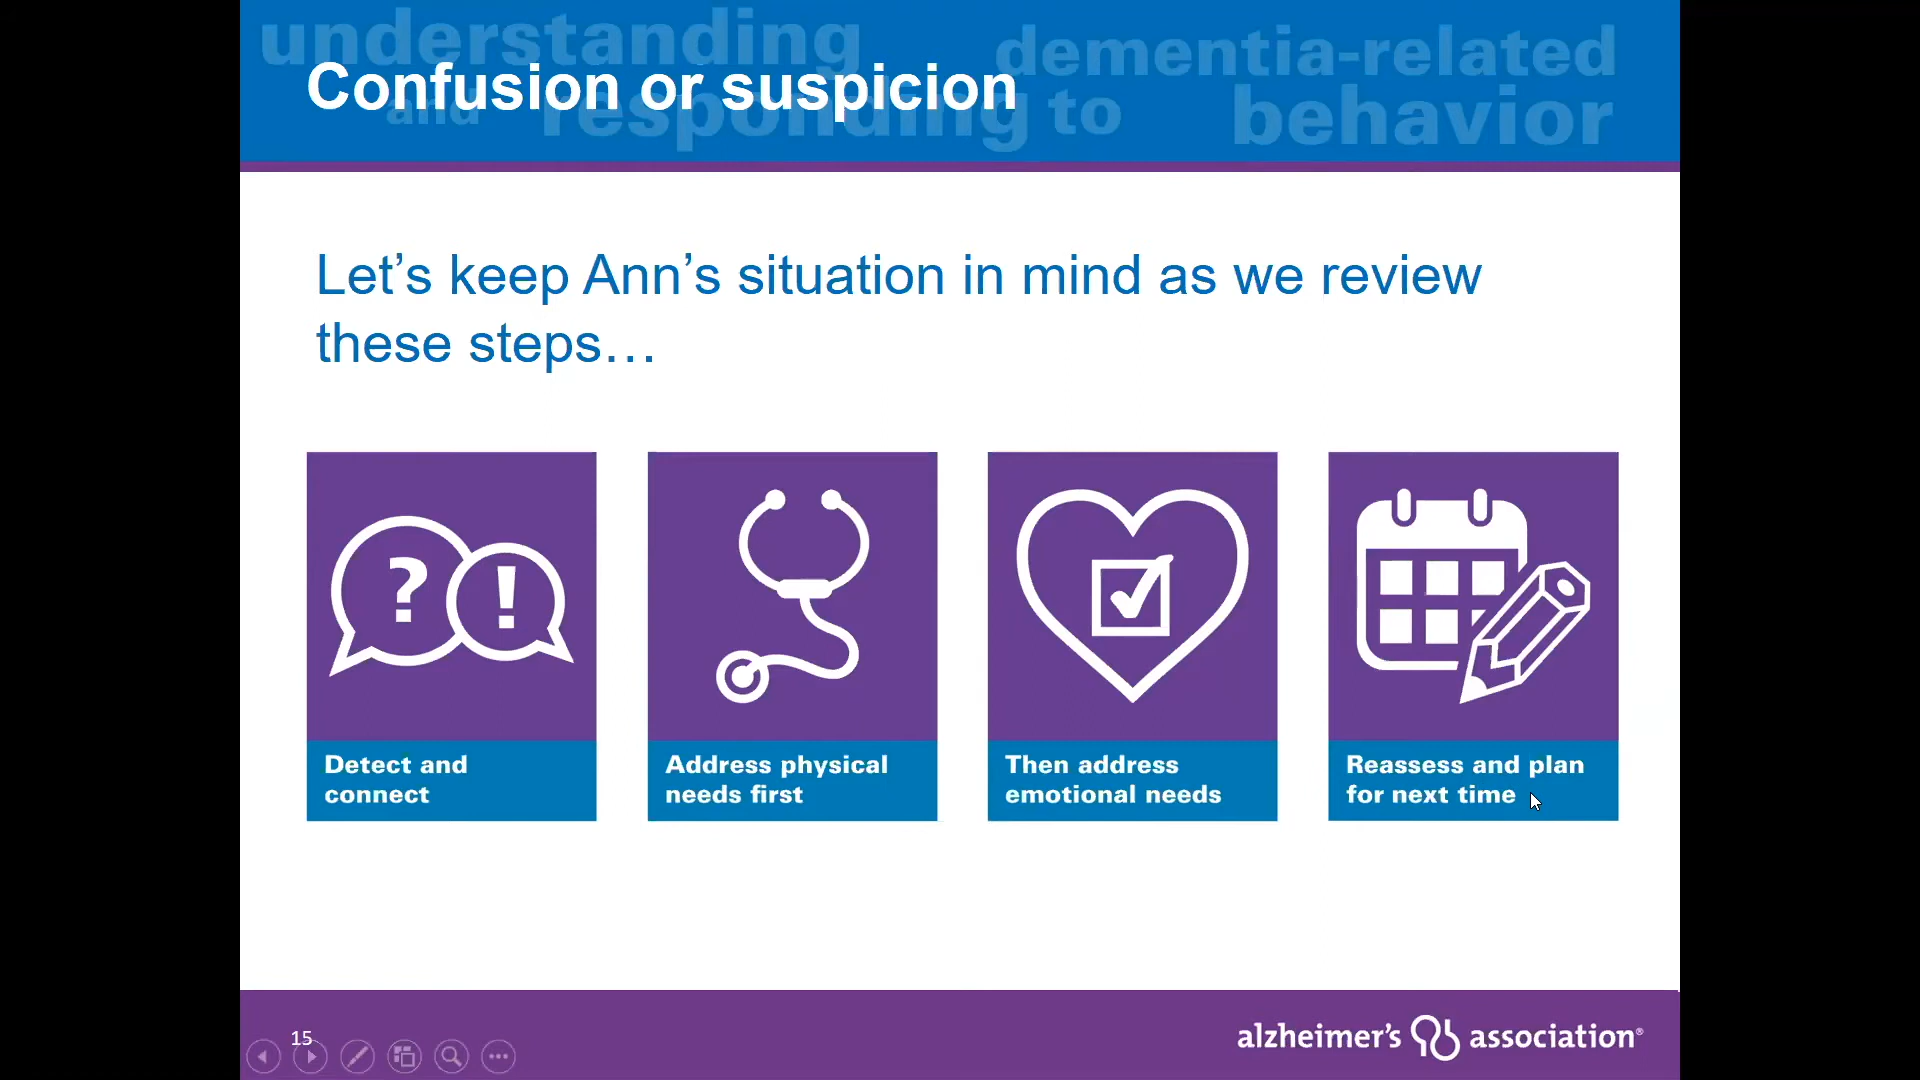 understanding
dementia-related
Confusion or suspicion
and responding to
behavior
Let’s keep Ann’s situation in mind as we review
these steps…
?
!
Detect and
connect
Address physical
needs first
Then address
emotional needs
Reassess and plan
for next time
15
alzheimer’s association®